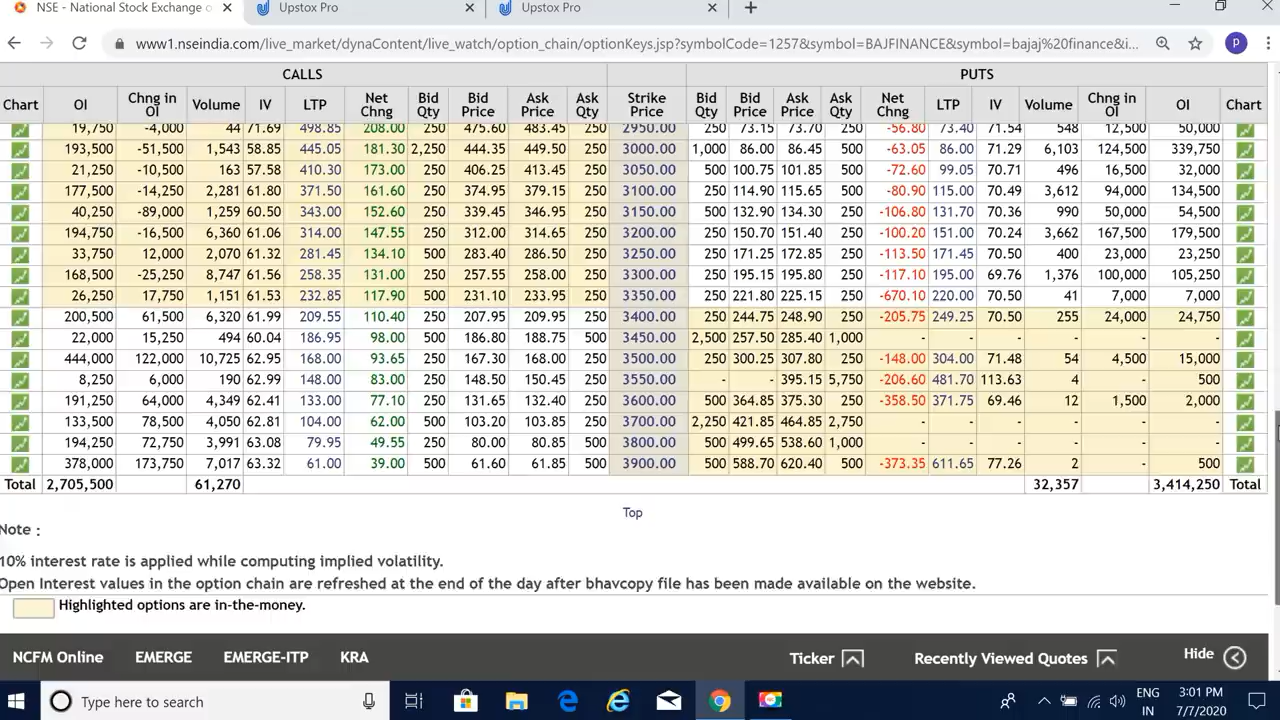 NSE - National Stock Exchange o
Upstox Pro
Upstox Pro
www1.nseindia.com/live_market/dynaContent/live_watch/option_chain/optionKeys.jsp?symbolCode=1257&symbol=BAJFINANCE&symbol=bajaj%20finance&i...
P
CALLS PUTS
Chart OI Chng in OI Volume IV LTP Net Chng Bid Qty Bid Price Ask Price Ask Qty Strike Price Bid Qty Bid Price Ask Price Ask Qty Net Chng LTP IV Volume Chng in OI OI Chart
19,750 -4,000 44 71.69 498.85 208.00 250 475.60 483.45 250 2950.00 250 73.15 73.70 250 -56.80 73.40 71.54 548 12,500 50,000
193,500 -51,500 1,543 58.85 445.05 181.30 2,250 444.35 449.50 250 3000.00 1,000 86.00 86.45 500 -63.05 86.00 71.29 6,103 124,500 339,750
21,250 -10,500 163 57.58 410.30 173.00 250 406.25 413.45 250 3050.00 500 100.75 101.85 500 -72.60 99.05 70.71 496 16,500 32,000
177,500 -14,250 2,281 61.80 371.50 161.60 250 374.95 379.15 250 3100.00 250 114.90 115.65 500 -80.90 115.00 70.49 3,612 94,000 134,500
40,250 -89,000 1,259 60.50 343.00 152.60 250 339.45 346.95 250 3150.00 500 132.90 134.30 250 -106.80 131.70 70.36 990 50,000 54,500
194,750 -16,500 6,360 61.06 314.00 147.55 250 312.00 314.65 250 3200.00 250 150.70 151.40 500 -100.20 151.00 70.24 3,662 167,500 179,500
33,750 12,000 2,070 61.32 281.45 134.10 500 283.40 286.50 250 3250.00 250 171.25 172.85 250 -113.50 171.45 70.50 400 23,000 23,250
168,500 -25,250 8,747 61.56 258.35 131.00 250 257.55 258.00 250 3300.00 250 195.15 195.80 250 -117.10 195.00 69.76 1,376 100,000 105,250
26,250 17,750 1,151 61.53 232.85 117.90 500 231.10 233.95 250 3350.00 250 221.80 225.15 250 -670.10 220.00 70.50 41 7,000 7,000
200,500 61,500 6,320 61.99 209.55 110.40 250 207.95 209.95 250 3400.00 250 244.75 248.90 250 -205.75 249.25 70.50 255 24,000 24,750
22,000 15,250 494 60.04 186.95 98.00 500 186.80 188.75 500 3450.00 2,500 257.50 285.40 1,000 - - - - - -
444,000 122,000 10,725 62.95 168.00 93.65 250 167.30 168.00 250 3500.00 250 300.25 307.80 250 -148.00 304.00 71.48 54 4,500 15,000
8,250 6,000 190 62.99 148.00 83.00 250 148.50 150.45 250 3550.00 - - 395.15 5,750 -206.60 481.70 113.63 4 - 500
191,250 64,000 4,349 62.41 133.00 77.10 250 131.65 132.40 250 3600.00 500 364.85 375.30 250 -358.50 371.75 69.46 12 1,500 2,000
133,500 78,500 4,050 62.81 104.00 62.00 500 103.20 103.85 250 3700.00 2,250 421.85 464.85 2,750 - - - - - -
194,250 72,750 3,991 63.08 79.95 49.55 250 80.00 80.85 500 3800.00 500 499.65 538.60 1,000 - - - - - -
378,000 173,750 7,017 63.32 61.00 39.00 500 61.60 61.85 500 3900.00 500 588.70 620.40 500 -373.35 611.65 77.26 2 - 500
Total 2,705,500 61,270 32,357 3,414,250 Total
Top
Note :
10% interest rate is applied while computing implied volatility.
Open Interest values in the option chain are refreshed at the end of the day after bhavcopy file has been made available on the website.
Highlighted options are in-the-money.
NCFM Online EMERGE EMERGE-ITP KRA Ticker Recently Viewed Quotes Hide
Type here to search
ENG
IN
3:01 PM
7/7/2020